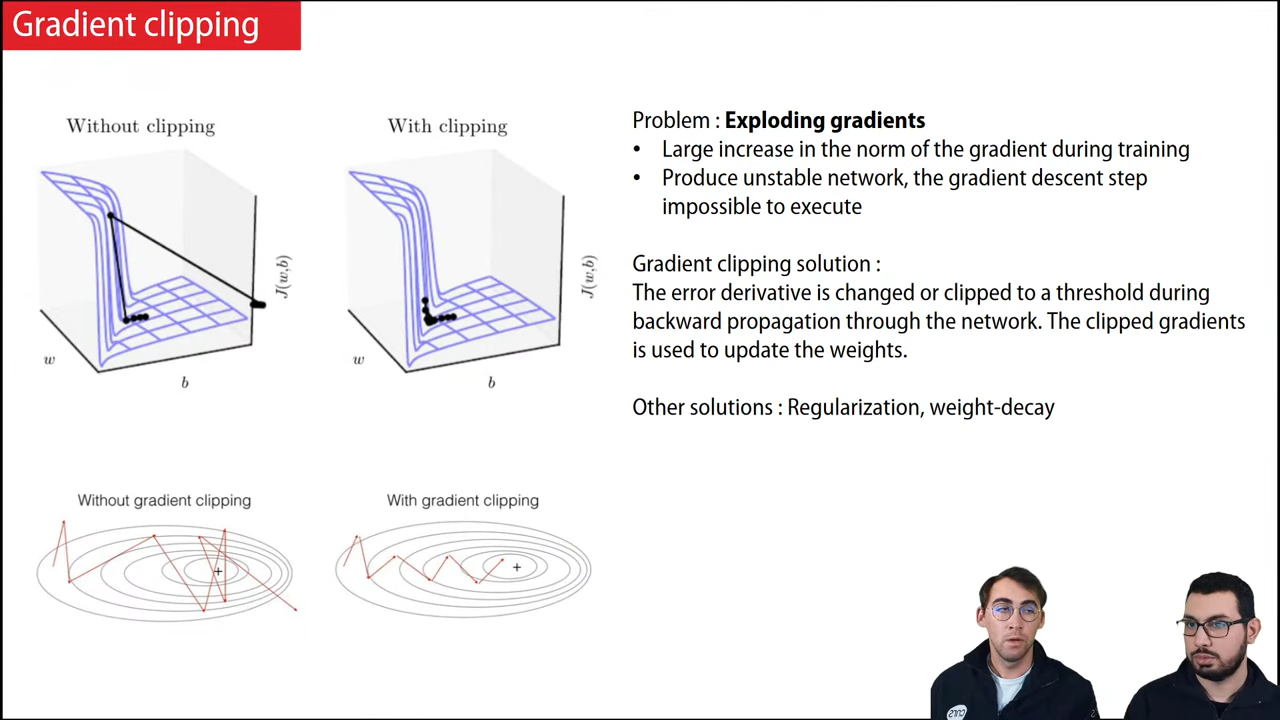 Gradient clipping
Without clipping
With clipping
J(w,b)
J(w,b)
w
b
w
b
Problem : Exploding gradients
• Large increase in the norm of the gradient during training
• Produce unstable network, the gradient descent step
impossible to execute
Gradient clipping solution :
The error derivative is changed or clipped to a threshold during
backward propagation through the network. The clipped gradients
is used to update the weights.
Other solutions : Regularization, weight-decay
Without gradient clipping
With gradient clipping
+
+